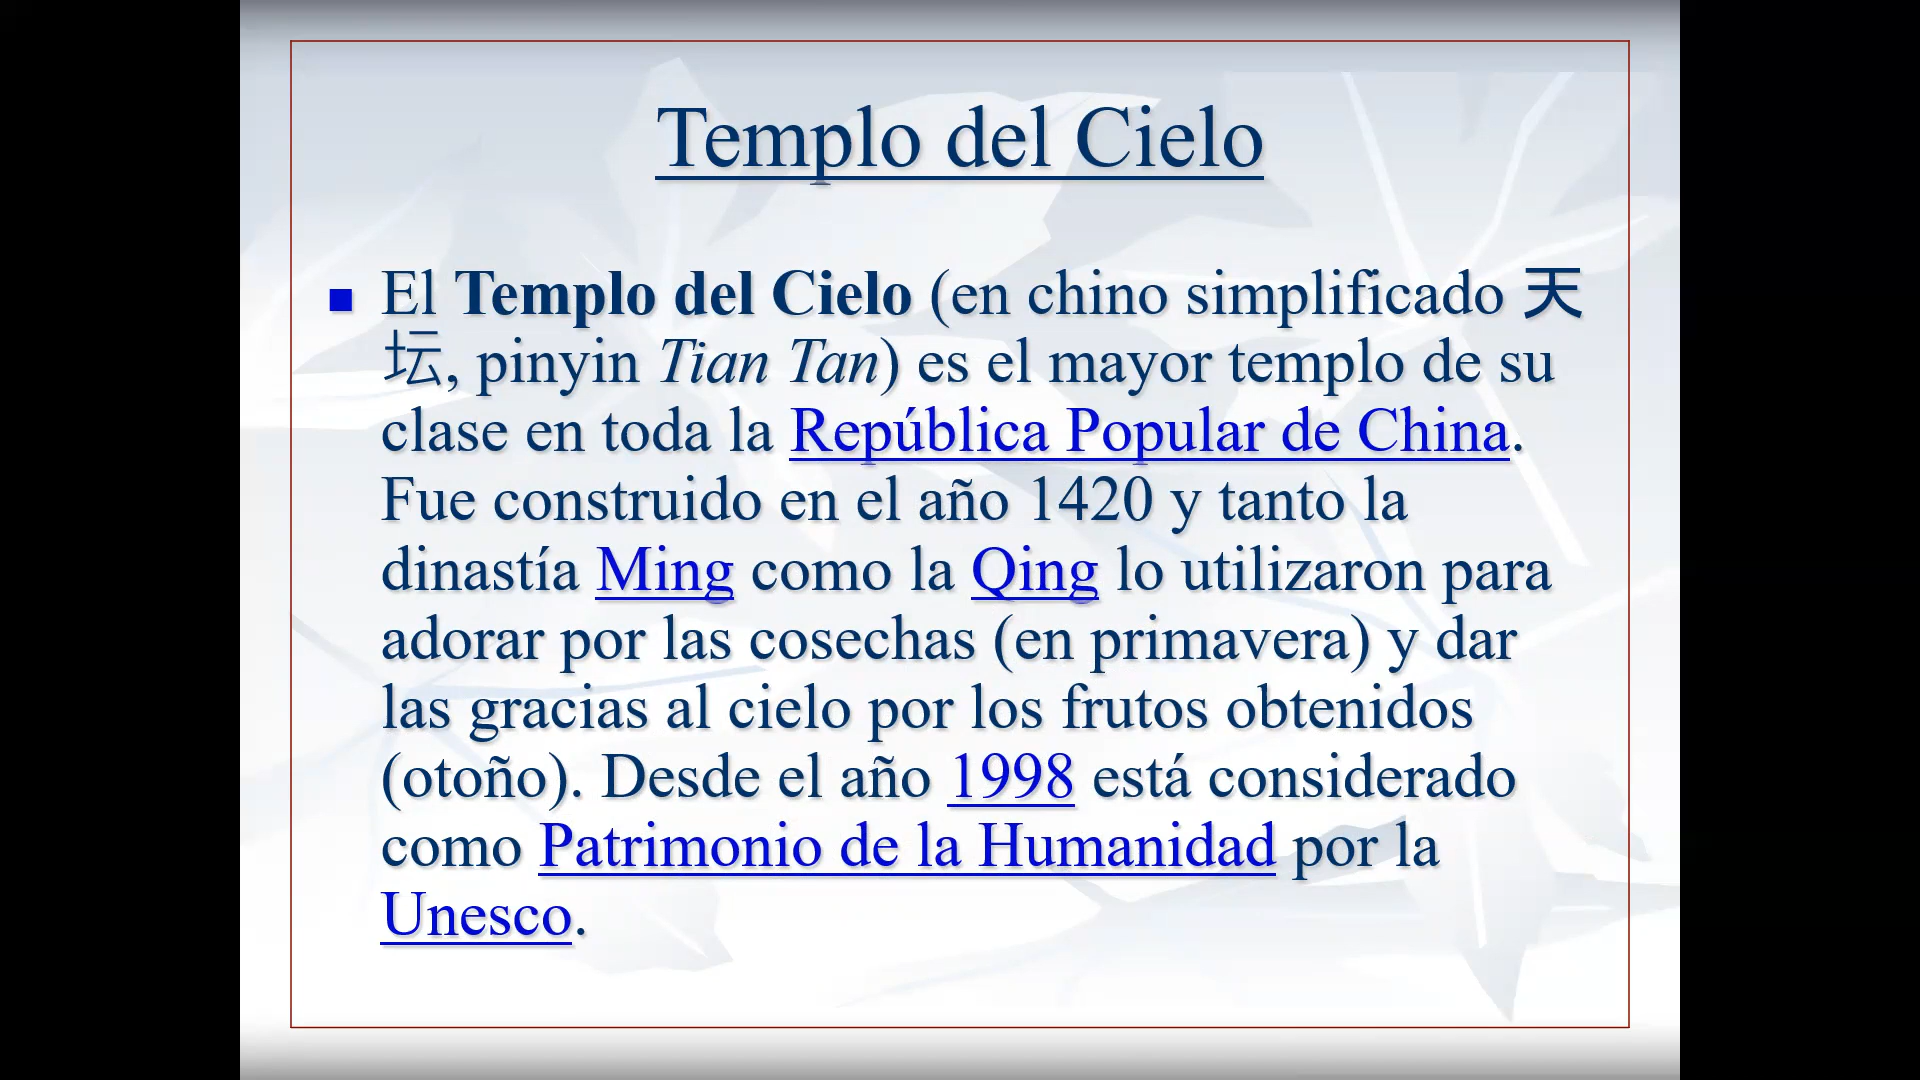 Templo del Cielo
El Templo del Cielo (en chino simplificado 天
坛, pinyin Tian Tan) es el mayor templo de su
clase en toda la República Popular de China.
Fue construido en el año 1420 y tanto la
dinastía Ming como la Qing lo utilizaron para
adorar por las cosechas (en primavera) y dar
las gracias al cielo por los frutos obtenidos
(otoño). Desde el año 1998 está considerado
como Patrimonio de la Humanidad por la
Unesco.